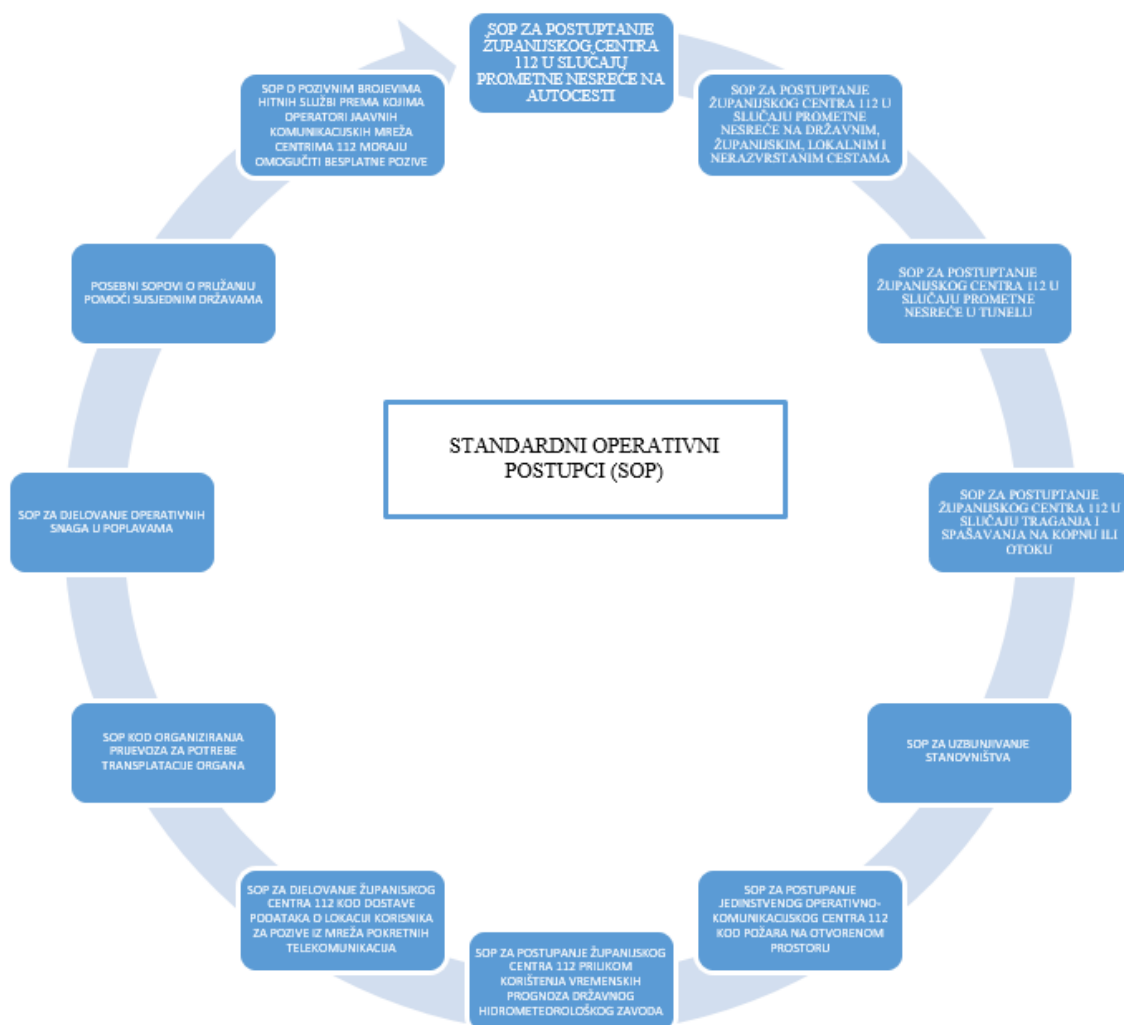 SOP ZA POSTUPTANJE
ŽUPANIJSKOG CENTRA
112 U SLUČAJU
PROMETNE NESREĆE NA
AUTOCESTI
SOP ZA POSTUPTANJE
ŽUPANIJSKOG CENTRA 112 U
SLUČAJU PROMETNE
NESREĆE NA DRŽAVNIM,
ŽUPANIJSKIM, LOKALNIM I
NERAZVRSTANIM CESTAMA
SOP ZA POSTUPTANJE
ŽUPANIJSKOG CENTRA 112 U
SLUČAJU PROMETNE
NESREĆE U TUNELU
SOP ZA POSTUPTANJE
ŽUPANIJSKOG CENTRA 112 U
SLUČAJU TRAGANJA I
SPAŠAVANJA NA KOPNU ILI
OTOKU
SOP ZA UZBUNJIVANJE
STANOVNIŠTVA
SOP ZA POSTUPANJE
JEDINSTVENOG OPERATIVNO-
KOMUNIKACIJSKOG CENTRA 112
KOD POŽARA NA OTVORENOM
PROSTORU
SOP ZA POSTUPANJE ŽUPANIJSKOG
CENTRA 112 PRILIKOM
KORIŠTENJA VREMENSKIH
PROGNOZA DRŽAVNOG
HIDROMETEOROLOŠKOG ZAVODA
SOP ZA DJELOVANJE ŽUPANISJKOG
CENTRA 112 KOD DOSTAVE
PODATAKA O LOKACIJI KORISNIKA
ZA POZIVE IZ MREŽA POKRETNIH
TELEKOMUNIKACIJA
SOP KOD ORGANIZIRANJA
PRIJEVOZA ZA POTREBE
TRANSPLATACIJE ORGANA
SOP ZA DJELOVANJE OPERATIVNIH
SNAGA U POPLAVAMA
POSEBNI SOPOVI O PRUŽANJU
POMOĆI SUSJEDNIM DRŽAVAMA
SOP O POZIVNIM BROJEVIMA
HITNIH SLUŽBI PREMA KOJIMA
OPERATORI JAAVNIH
KOMUNIKACIJSKIH MREŽA
CENTRIMA 112 MORAJU
OMOGUČITI BESPLATNE POZIVE
STANDARDNI OPERATIVNI
POSTUPCI (SOP)